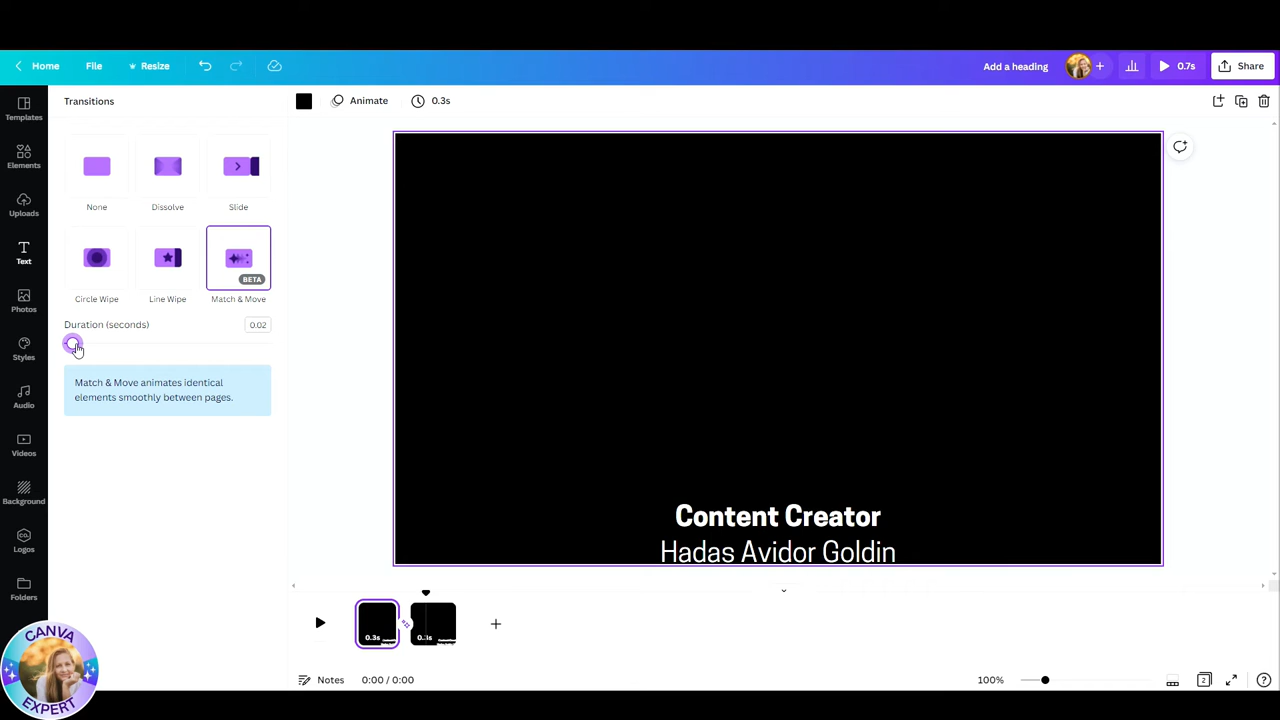 Home
File
Resize
Add a heading
0.7s
Share
Transitions
Animate
0.3s
Templates
Elements
Uploads
Text
Photos
Styles
Audio
Videos
Background
Logos
Folders
None
Dissolve
Slide
BETA
Circle Wipe
Line Wipe
Match & Move
Duration (seconds)
0.02
Match & Move animates identical
elements smoothly between pages.
Content Creator
Hadas Avidor Goldin
0.3s
Notes
0:00 / 0:00
100%
2
CO.
CANVA
EXPERT